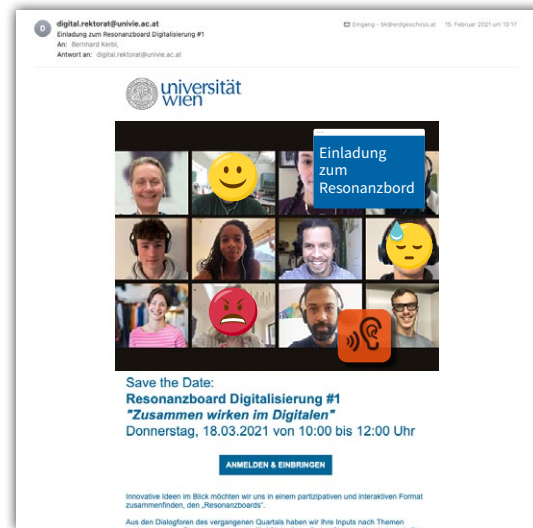 D
digital.rektorat@univie.ac.at
Einladung zum Resonanzboard Digitalisierung #1
An: Bernhard Kerbl,
Antwort an: digital.rektorat@univie.ac.at
Eingang - bk@erdgeschoss.at 15. Februar 2021 um 13:17
universität
wien
Einladung
zum
Resonanzbord
Save the Date:
Resonanzboard Digitalisierung #1
"Zusammen wirken im Digitalen"
Donnerstag, 18.03.2021 von 10:00 bis 12:00 Uhr
ANMELDEN & EINBRINGEN
Innovative Ideen im Blick möchten wir uns in einem partizipativen und interaktiven Format
zusammenfinden, den „Resonanzboards".
Aus den Dialogforen des vergangenen Quartals haben wir Ihre Inputs nach Themen